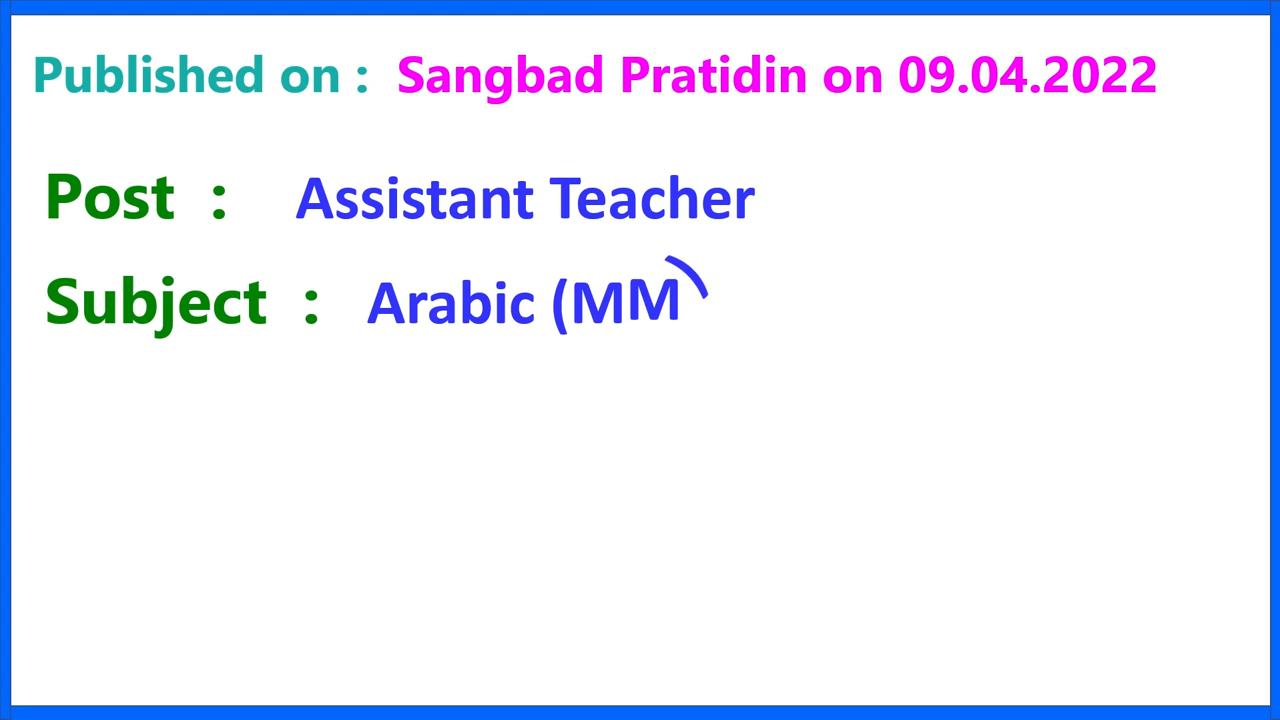 Published on : Sangbad Pratidin on 09.04.2022
Post : Assistant Teacher
Subject : Arabic (MM)